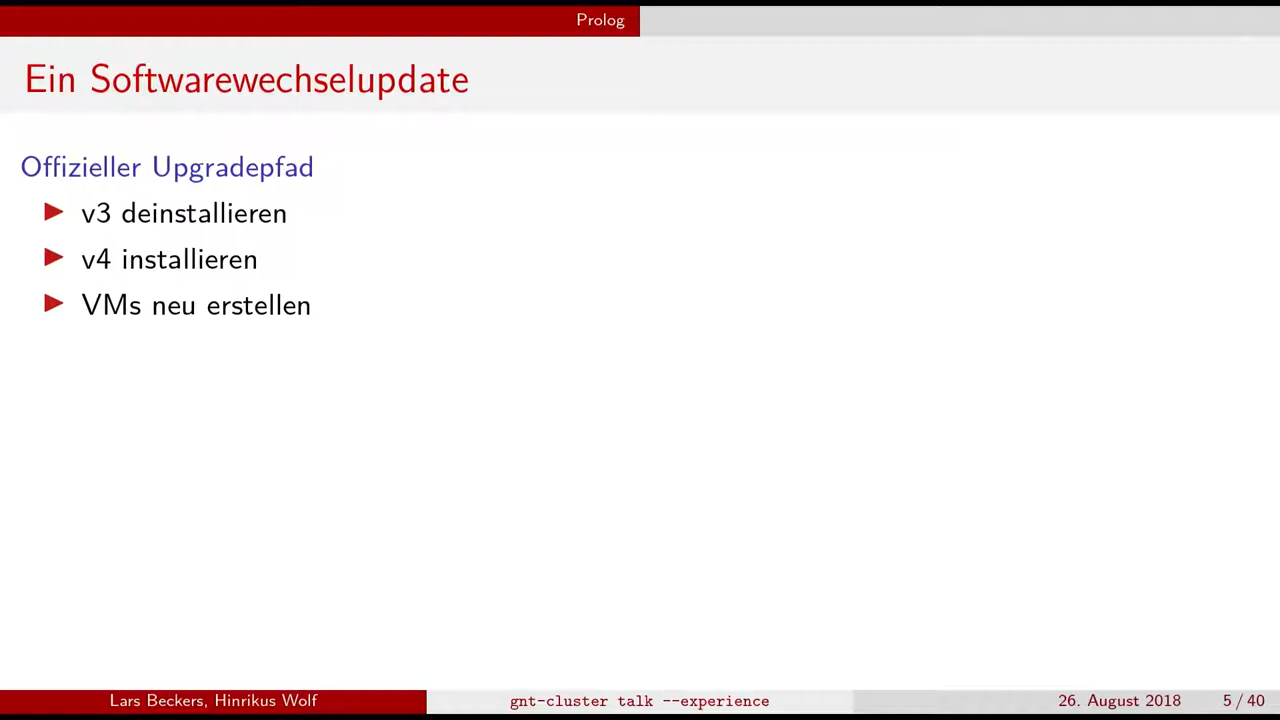 Prolog
Ein Softwarewechselupdate
Offizieller Upgradepfad
v3 deinstallieren
v4 installieren
VMs neu erstellen
Lars Beckers, Hinrikus Wolf
gnt-cluster talk --experience
26. August 2018
5 / 40